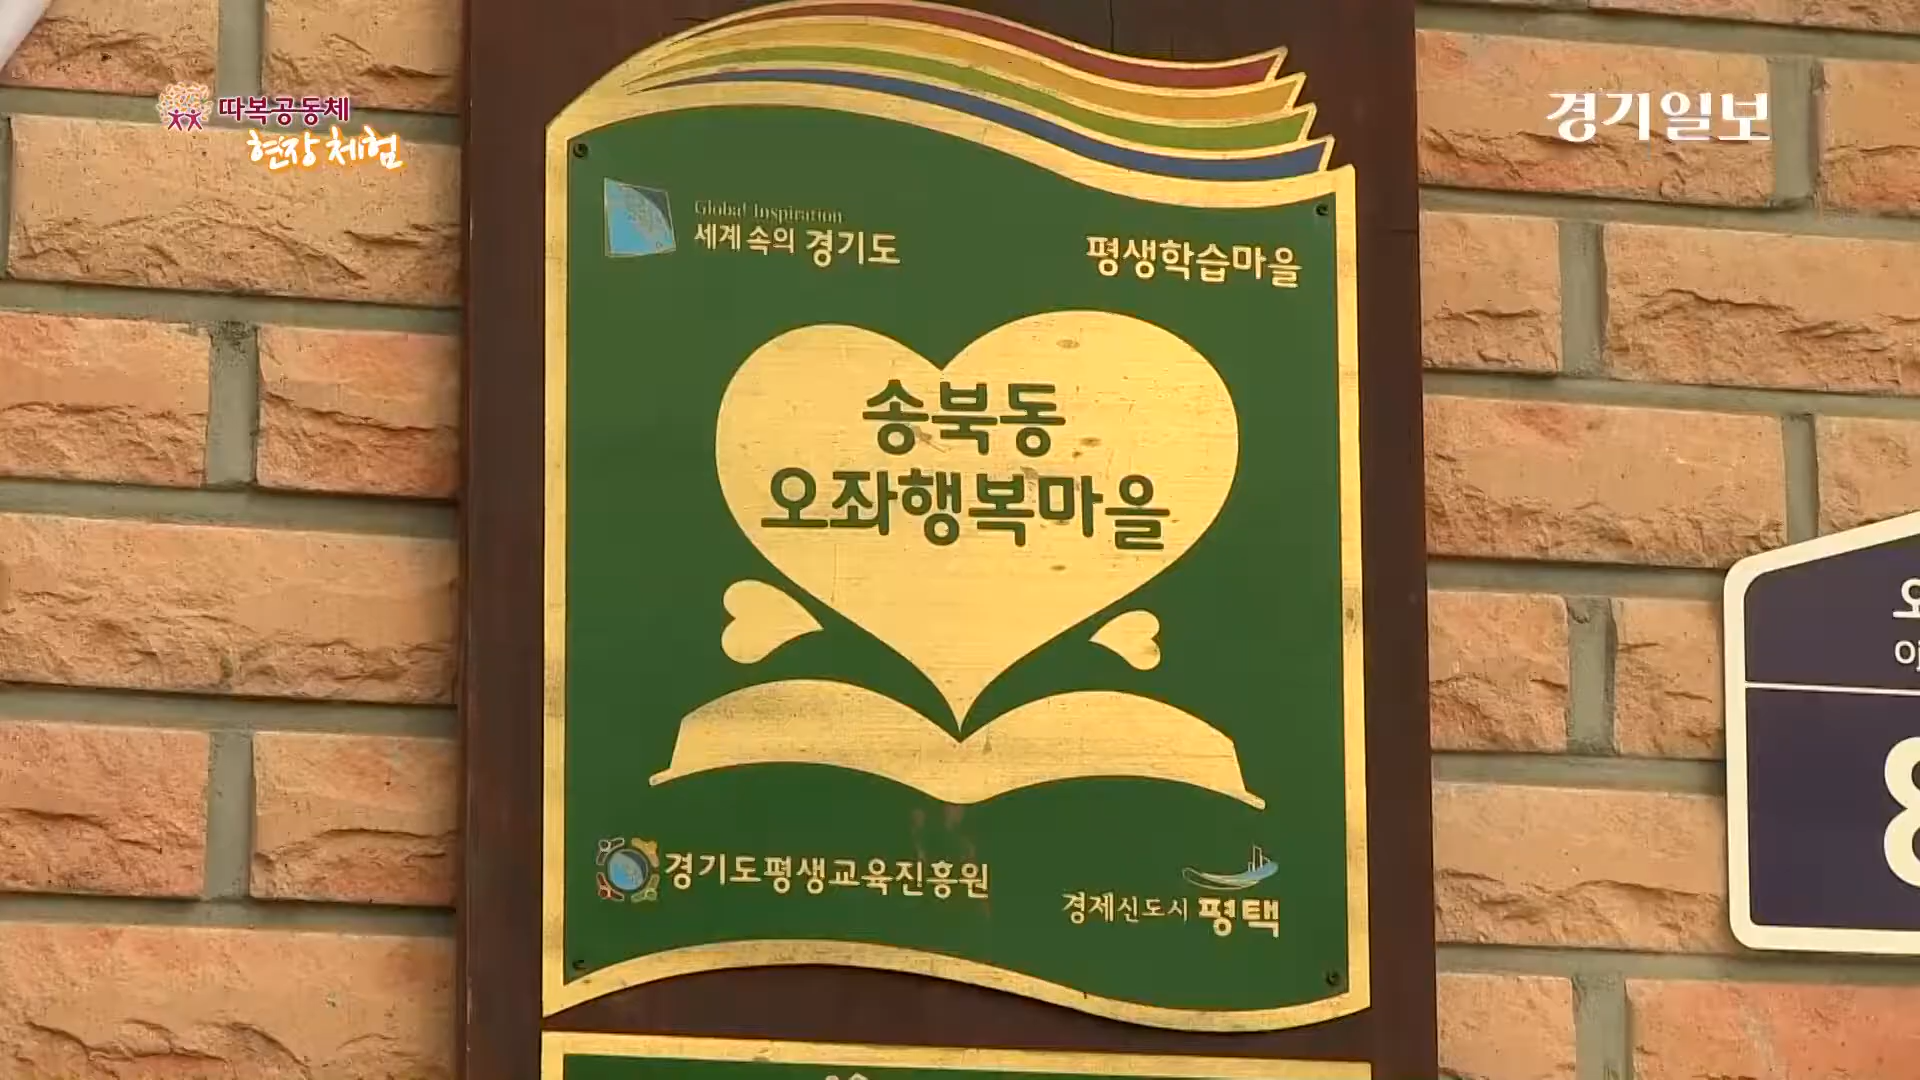 따복공동체
현장 체험
경기일보
Global Inspiration
세계 속의 경기도
평생학습마을
송북동
오좌행복마을
경기도평생교육진흥원
경제신도시 평택
오
8